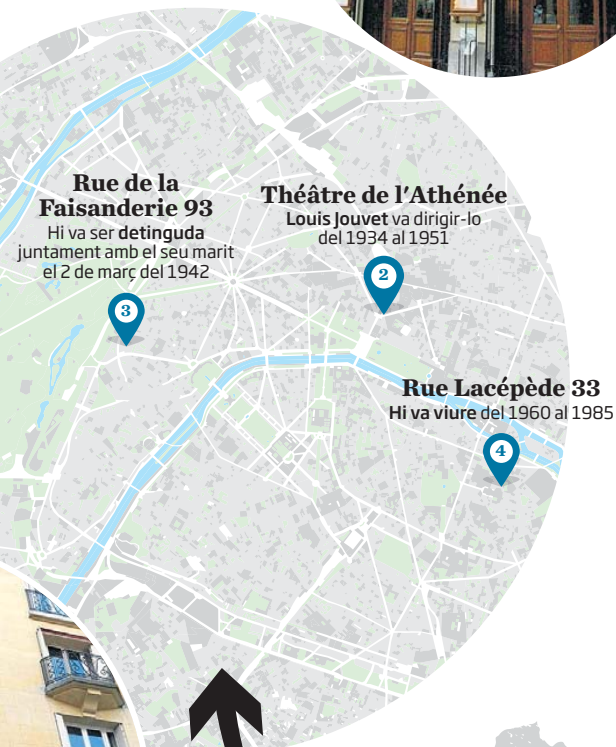 Rue de la
Faisanderie 93
Hi va ser detinguda
juntament amb el seu marit
el 2 de març del 1942
3
Théâtre de l'Athénée
Louis Jouvet va dirigir-lo
del 1934 al 1951
2
Rue Lacépède 33
Hi va viure del 1960 al 1985
4